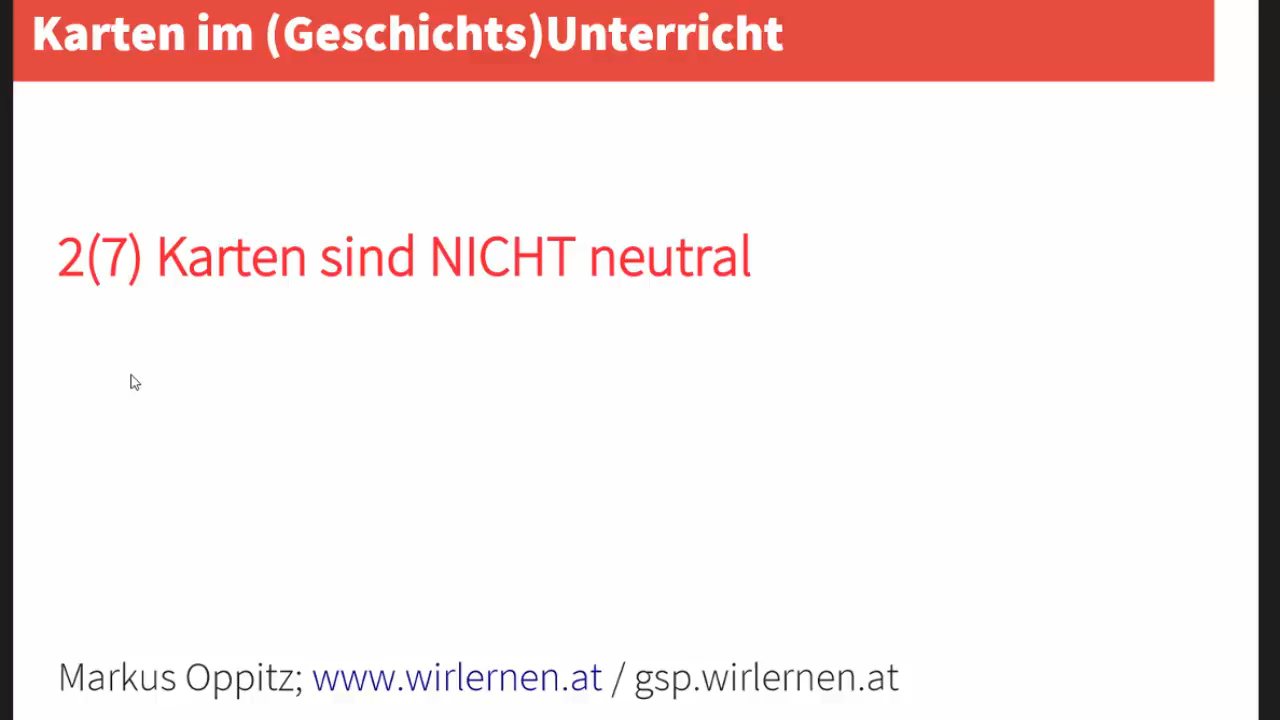 Karten im (Geschichts)Unterricht
2(7) Karten sind NICHT neutral
Markus Oppitz; www.wirlernen.at / gsp.wirlernen.at